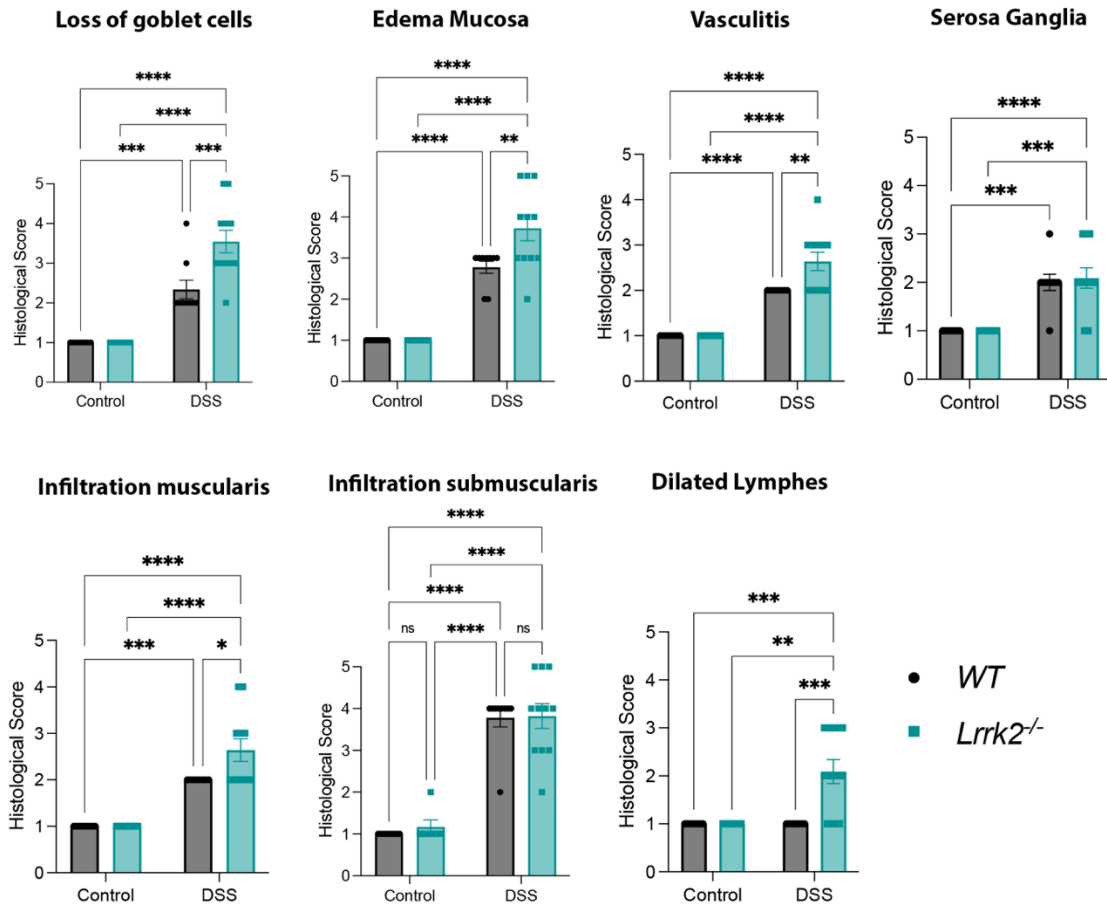 Loss of goblet cells
****
****
***
***
Histological Score
5
4
3
2
1
0
Control
DSS
Edema Mucosa
****
****
****
**
Histological Score
5
4
3
2
1
0
Control
DSS
Vasculitis
****
****
****
**
Histological Score
5
4
3
2
1
0
Control
DSS
Serosa Ganglia
****
***
***
Histological Score
5
4
3
2
1
0
Control
DSS
Infiltration muscularis
****
****
***
*
Histological Score
5
4
3
2
1
0
Control
DSS
Infiltration submuscularis
****
****
****
ns
****
ns
Histological Score
5
4
3
2
1
0
Control
DSS
Dilated Lymphes
***
**
***
Histological Score
5
4
3
2
1
0
Control
DSS
WT
Lrrk2-/-